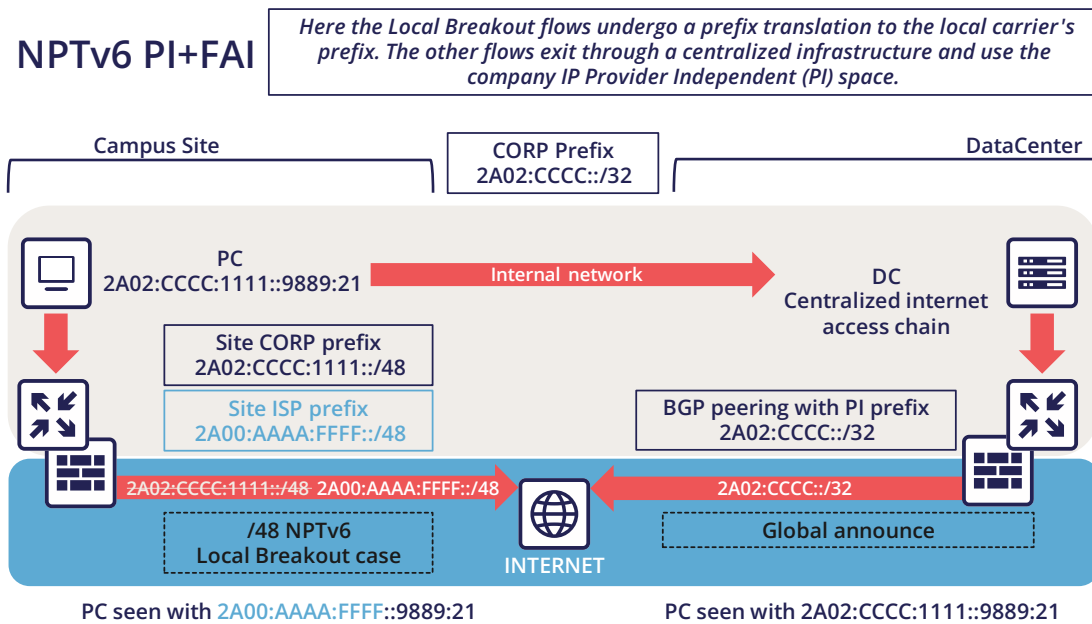 NPTv6 PI+FAI
Here the Local Breakout flows undergo a prefix translation to the local carrier's
prefix. The other flows exit through a centralized infrastructure and use the
company IP Provider Independent (PI) space.
Campus Site
CORP Prefix
2A02:CCCC::/32
DataCenter
PC
2A02:CCCC:1111::9889:21
Internal network
DC
Centralized internet
access chain
Site CORP prefix
2A02:CCCC:1111::/48
Site ISP prefix
2A00:AAAA:FFFF::/48
BGP peering with PI prefix
2A02:CCCC::/32
2A02:CCCC:1111::/48 2A00:AAAA:FFFF::/48
2A02:CCCC::/32
/48 NPTv6
Local Breakout case
INTERNET
Global announce
PC seen with 2A00:AAAA:FFFF::9889:21
PC seen with 2A02:CCCC:1111::9889:21